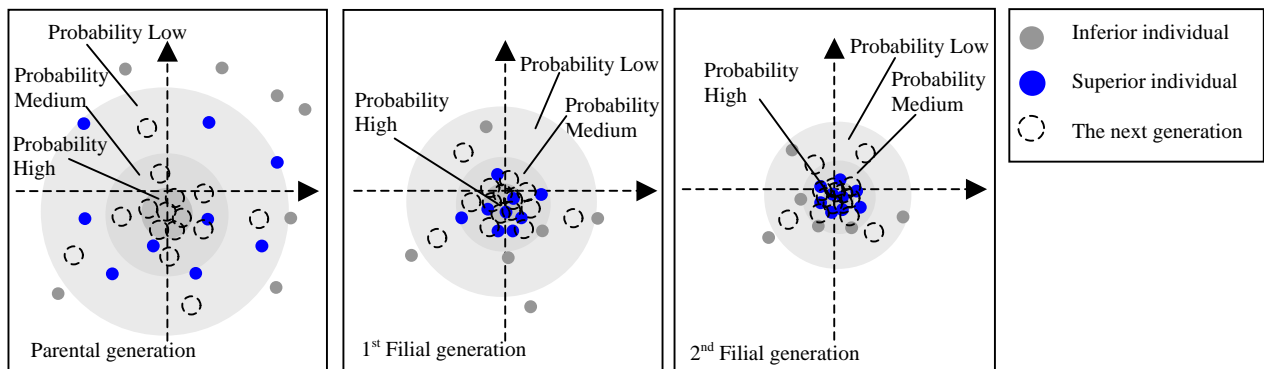 Probability Low
Probability
Medium
Probability
High
Parental generation
Probability Low
Probability
High
Probability
Medium
1st Filial generation
Probability Low
Probability
High
Probability
Medium
2nd Filial generation
Inferior individual
Superior individual
The next generation